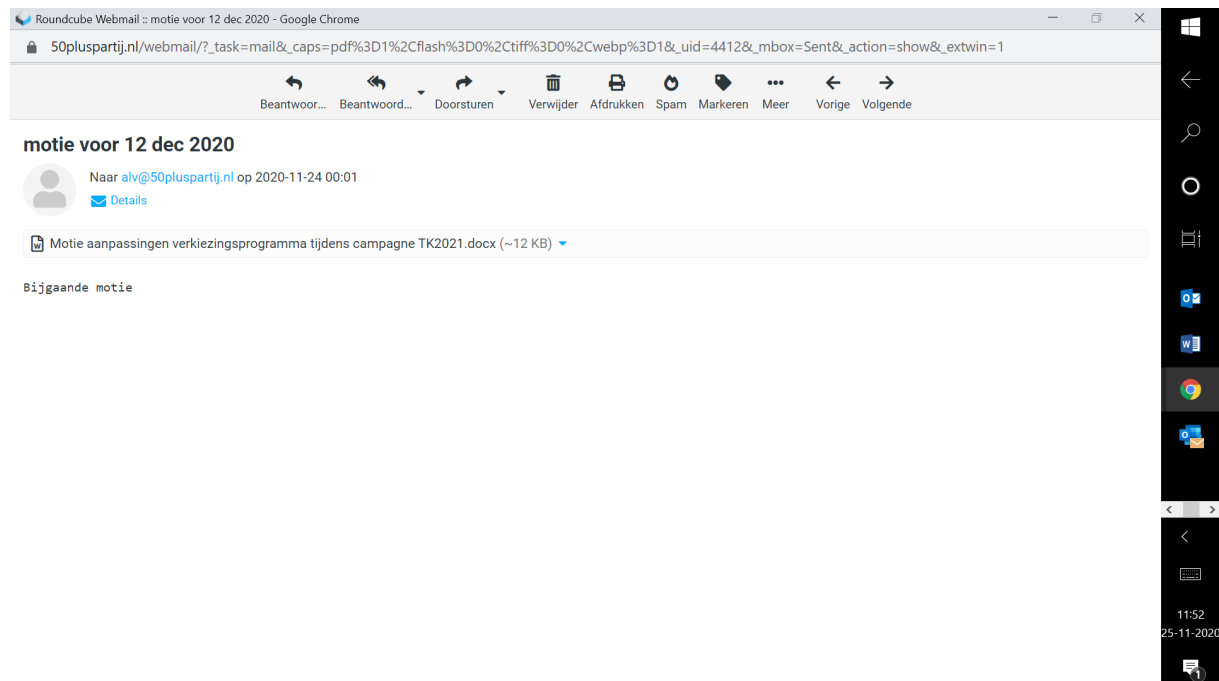 Roundcube Webmail :: motie voor 12 dec 2020 - Google Chrome
50pluspartij.nl/webmail/?_task=mail&_caps=pdf%3D1%2Cflash%3D0%2Ctiff%3D0%2Cwebp%3D1&_uid=4412&_mbox=Sent&_action=show&_extwin=1
Beantwoor... Beantwoord... Doorsturen Verwijder Afdrukken Spam Markeren Meer Vorige Volgende
motie voor 12 dec 2020
Naar alv@50pluspartij.nl op 2020-11-24 00:01
Details
Motie aanpassingen verkiezingsprogramma tijdens campagne TK2021.docx (~12 KB)
Bijgaande motie
11:52
25-11-2020
1